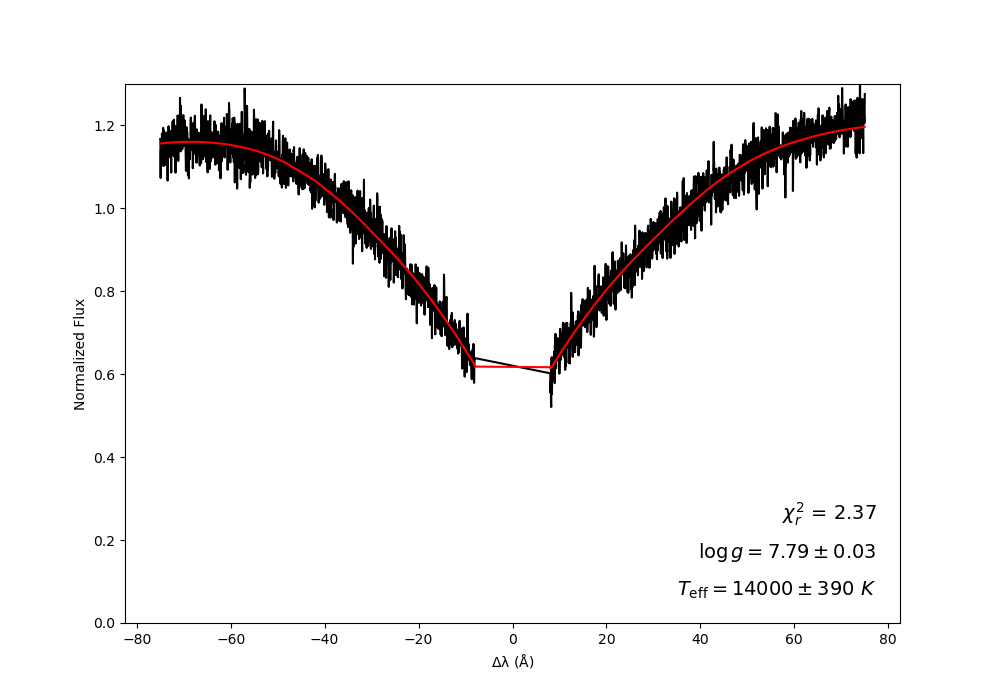 1.2
1.0
0.8
0.6
0.4
0.2
0.0
Normalized Flux
χ²ᵣ = 2.37
log g = 7.79 ± 0.03
T_eff = 14000 ± 390 K
−80 −60 −40 −20 0 20 40 60 80
Δλ (Å)